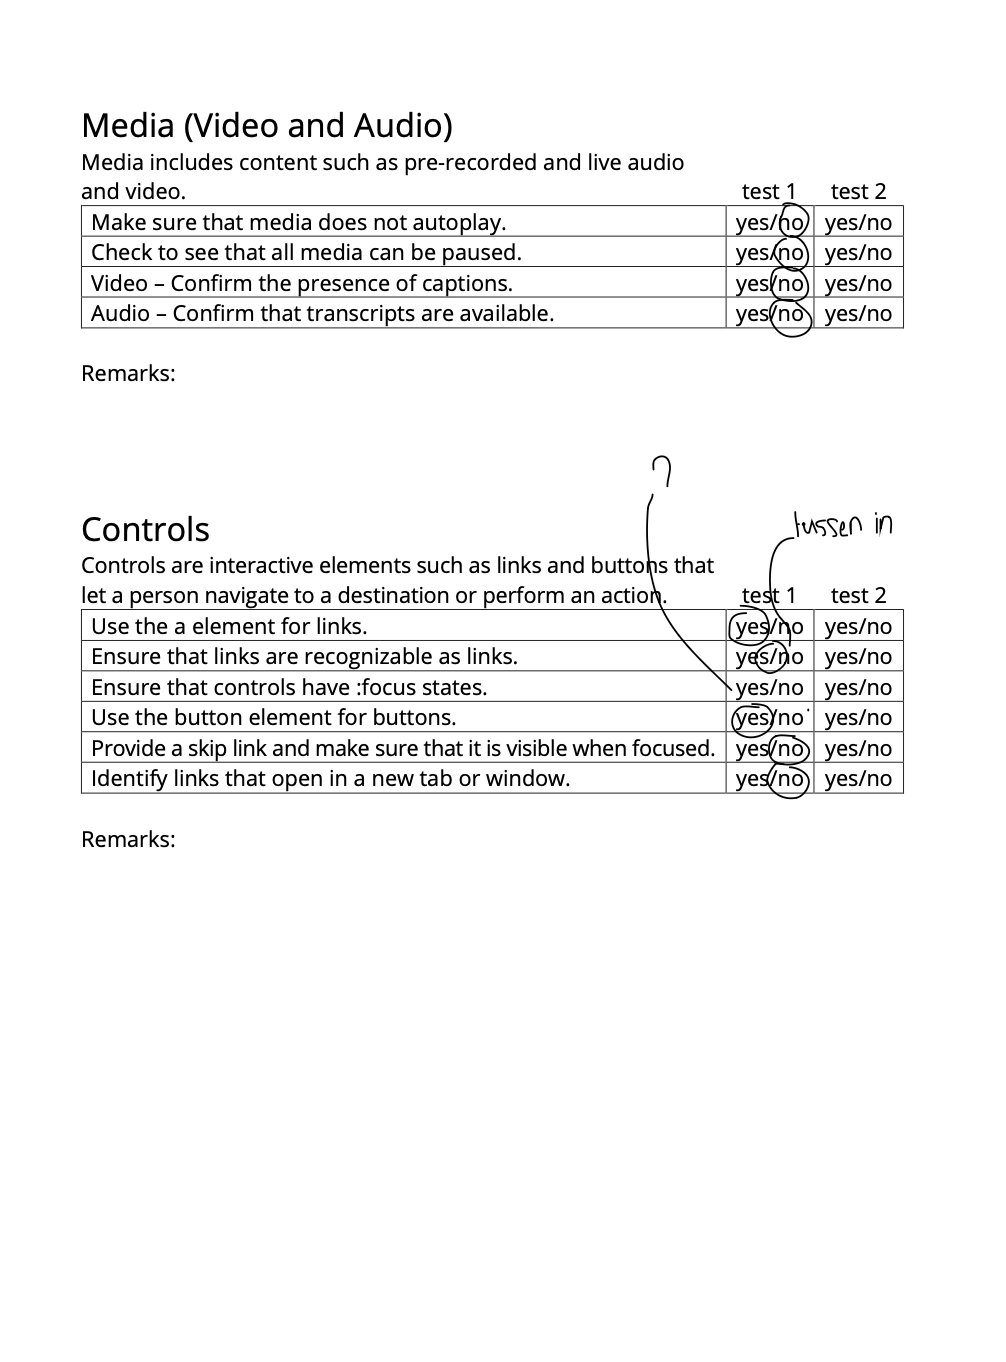 Media (Video and Audio)
Media includes content such as pre-recorded and live audio
and video. test 1 test 2
Make sure that media does not autoplay. yes/no yes/no
Check to see that all media can be paused. yes/no yes/no
Video – Confirm the presence of captions. yes/no yes/no
Audio – Confirm that transcripts are available. yes/no yes/no
Remarks:
?
Controls tussen in
Controls are interactive elements such as links and buttons that
let a person navigate to a destination or perform an action. test 1 test 2
Use the a element for links. yes/no yes/no
Ensure that links are recognizable as links. yes/no yes/no
Ensure that controls have :focus states. yes/no yes/no
Use the button element for buttons. yes/no yes/no
Provide a skip link and make sure that it is visible when focused. yes/no yes/no
Identify links that open in a new tab or window. yes/no yes/no
Remarks: